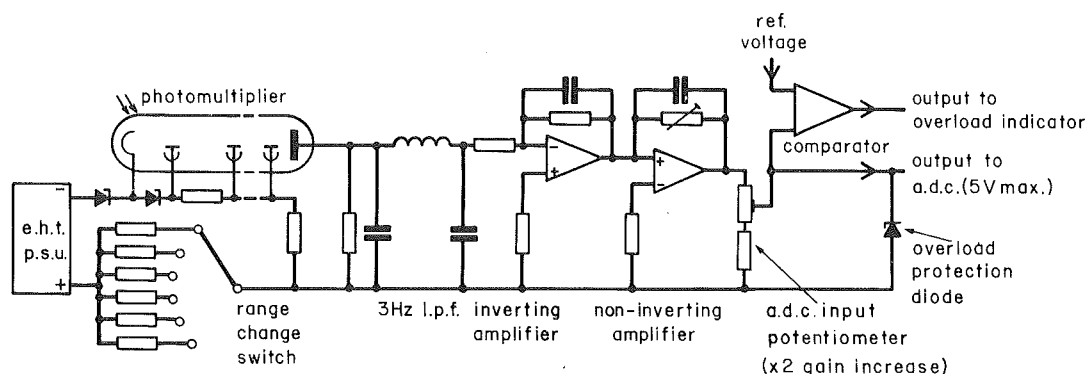 ref.
voltage
photomultiplier
−
+
−
+
comparator
output to
overload indicator
output to
a.d.c.(5V max.)
−
e.h.t.
p.s.u.
+
overload
protection
diode
range
change
switch
3Hz l.p.f.
inverting
amplifier
non-inverting
amplifier
a.d.c. input
potentiometer
(x2 gain increase)